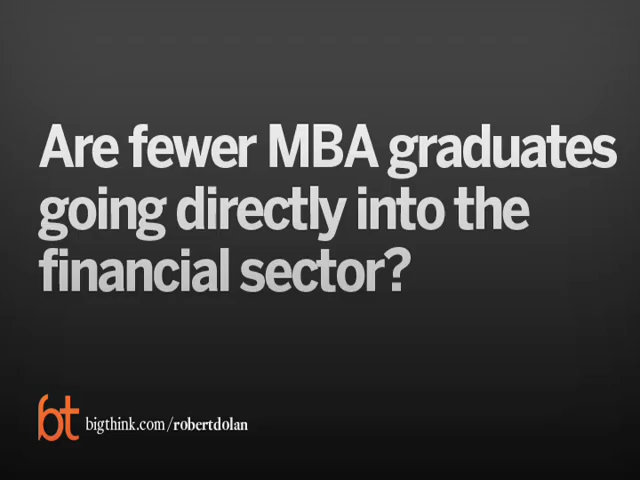 Are fewer MBA graduates
going directly into the
financial sector?
bt bigthink.com/robertdolan